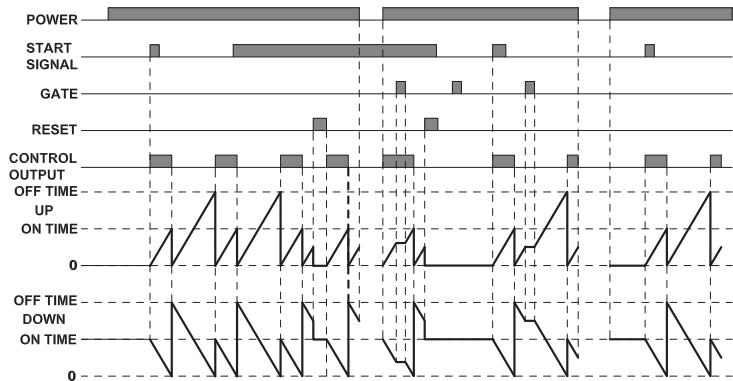 POWER
START
SIGNAL
GATE
RESET
CONTROL
OUTPUT
OFF TIME
UP
ON TIME
0
OFF TIME
DOWN
ON TIME
0